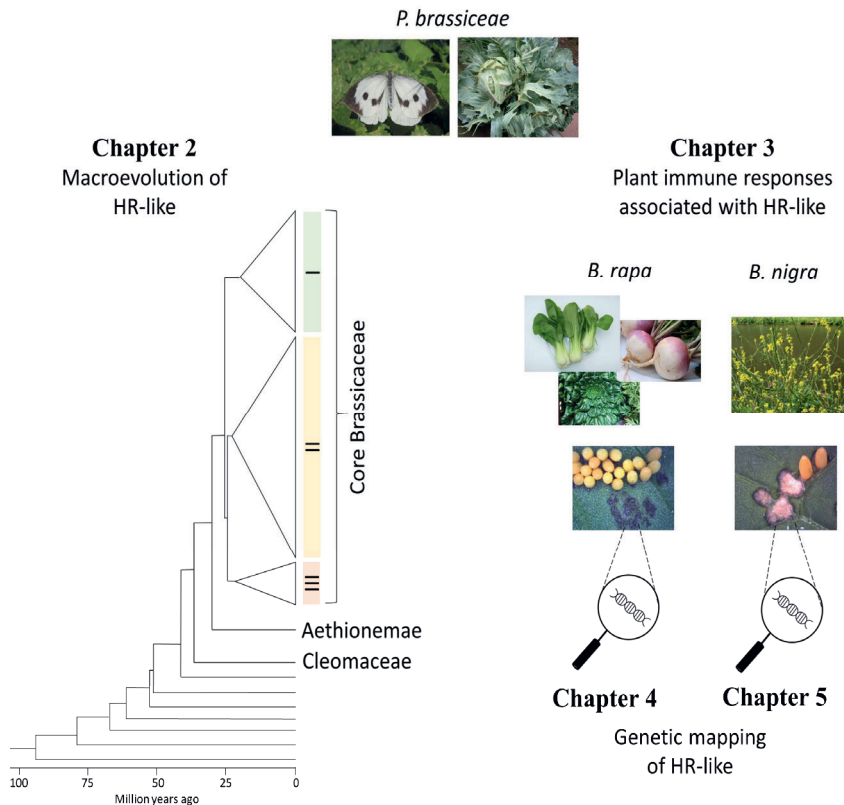 P. brassiceae
Chapter 2
Macroevolution of
HR-like
Chapter 3
Plant immune responses
associated with HR-like
B. rapa
B. nigra
I
II
III
Core Brassicaceae
Aethionemae
Cleomaceae
100
75
50
25
0
Million years ago
Chapter 4
Chapter 5
Genetic mapping
of HR-like